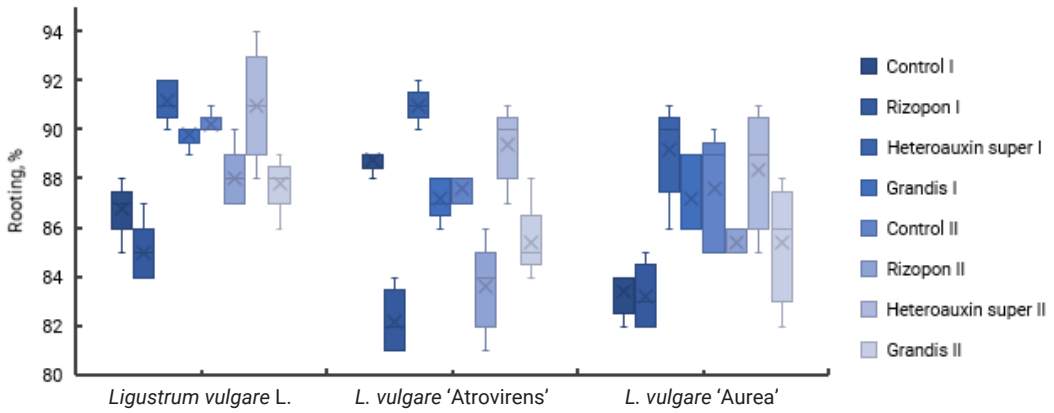 94
92
90
88
86
84
82
80
Rooting, %
Ligustrum vulgare L.
L. vulgare ‘Atrovirens’
L. vulgare ‘Aurea’
Control I
Rizopon I
Heteroauxin super I
Grandis I
Control II
Rizopon II
Heteroauxin super II
Grandis II